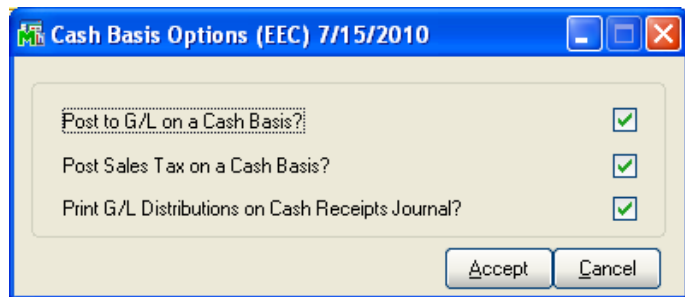 Cash Basis Options (EEC) 7/15/2010
Post to G/L on a Cash Basis?
Post Sales Tax on a Cash Basis?
Print G/L Distributions on Cash Receipts Journal?
Accept Cancel